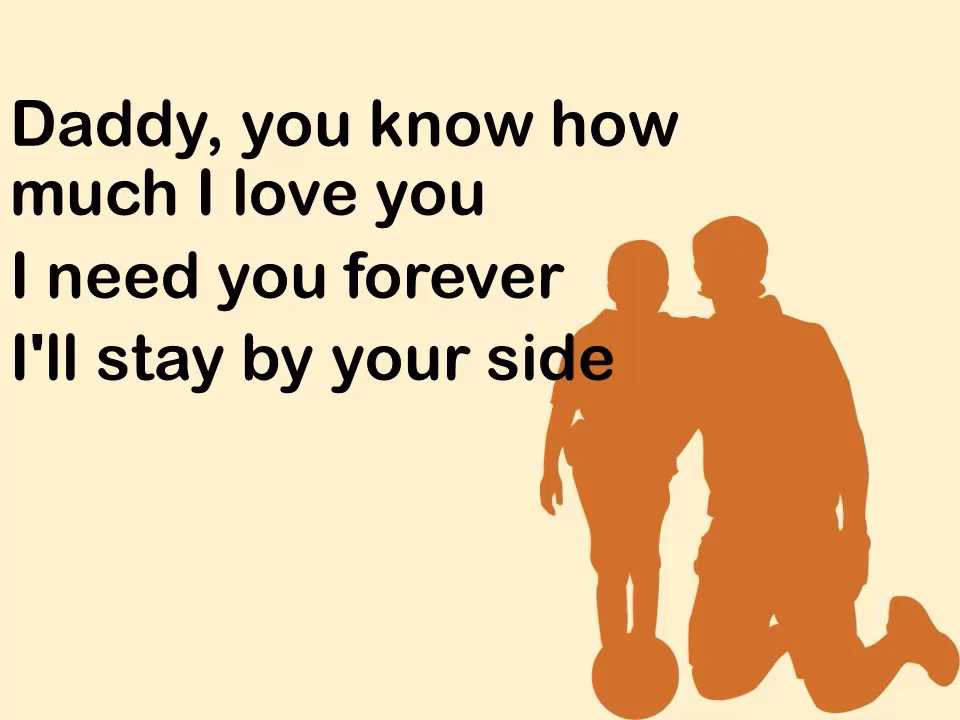 Daddy, you know how
much I love you
I need you forever
I'll stay by your side